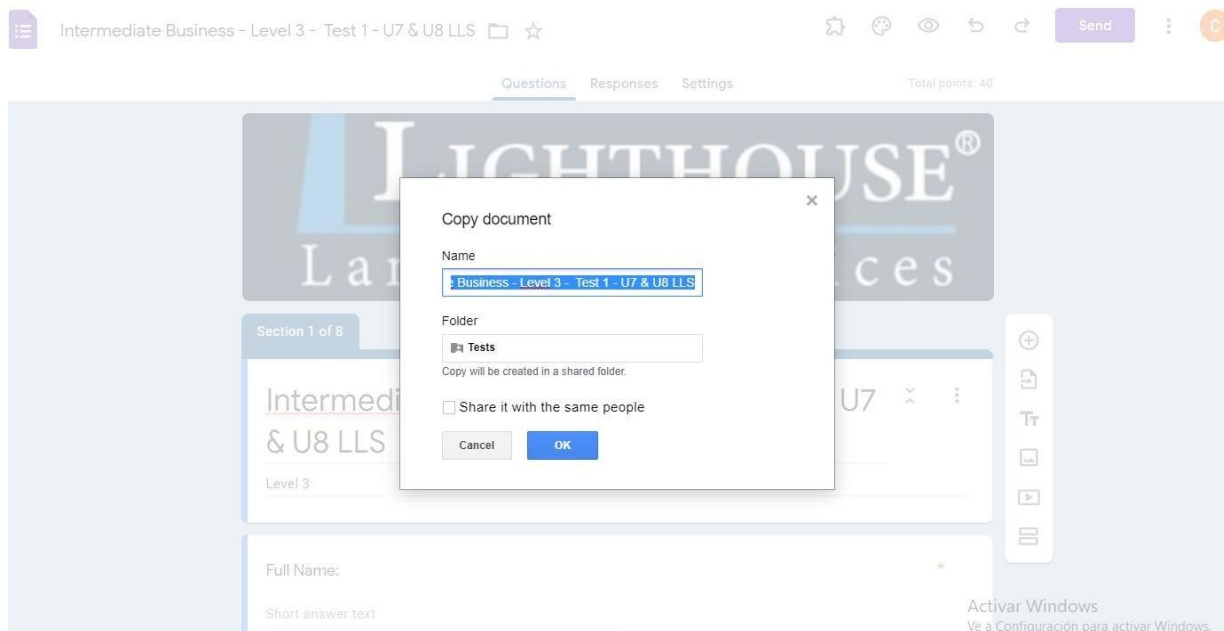 Intermediate Business - Level 3 - Test 1 - U7 & U8 LLS
Send
C
Questions Responses Settings
Total points: 40
LIGHTHOUSE®
La ces
Copy document
Name
e Business - Level 3 - Test 1 - U7 & U8 LLS
Folder
Tests
Copy will be created in a shared folder.
Share it with the same people
Cancel OK
Section 1 of 8
Intermedi U7
& U8 LLS
Level 3
Tт
Full Name: *
Short answer text
Activar Windows
Ve a Configuración para activar Windows.